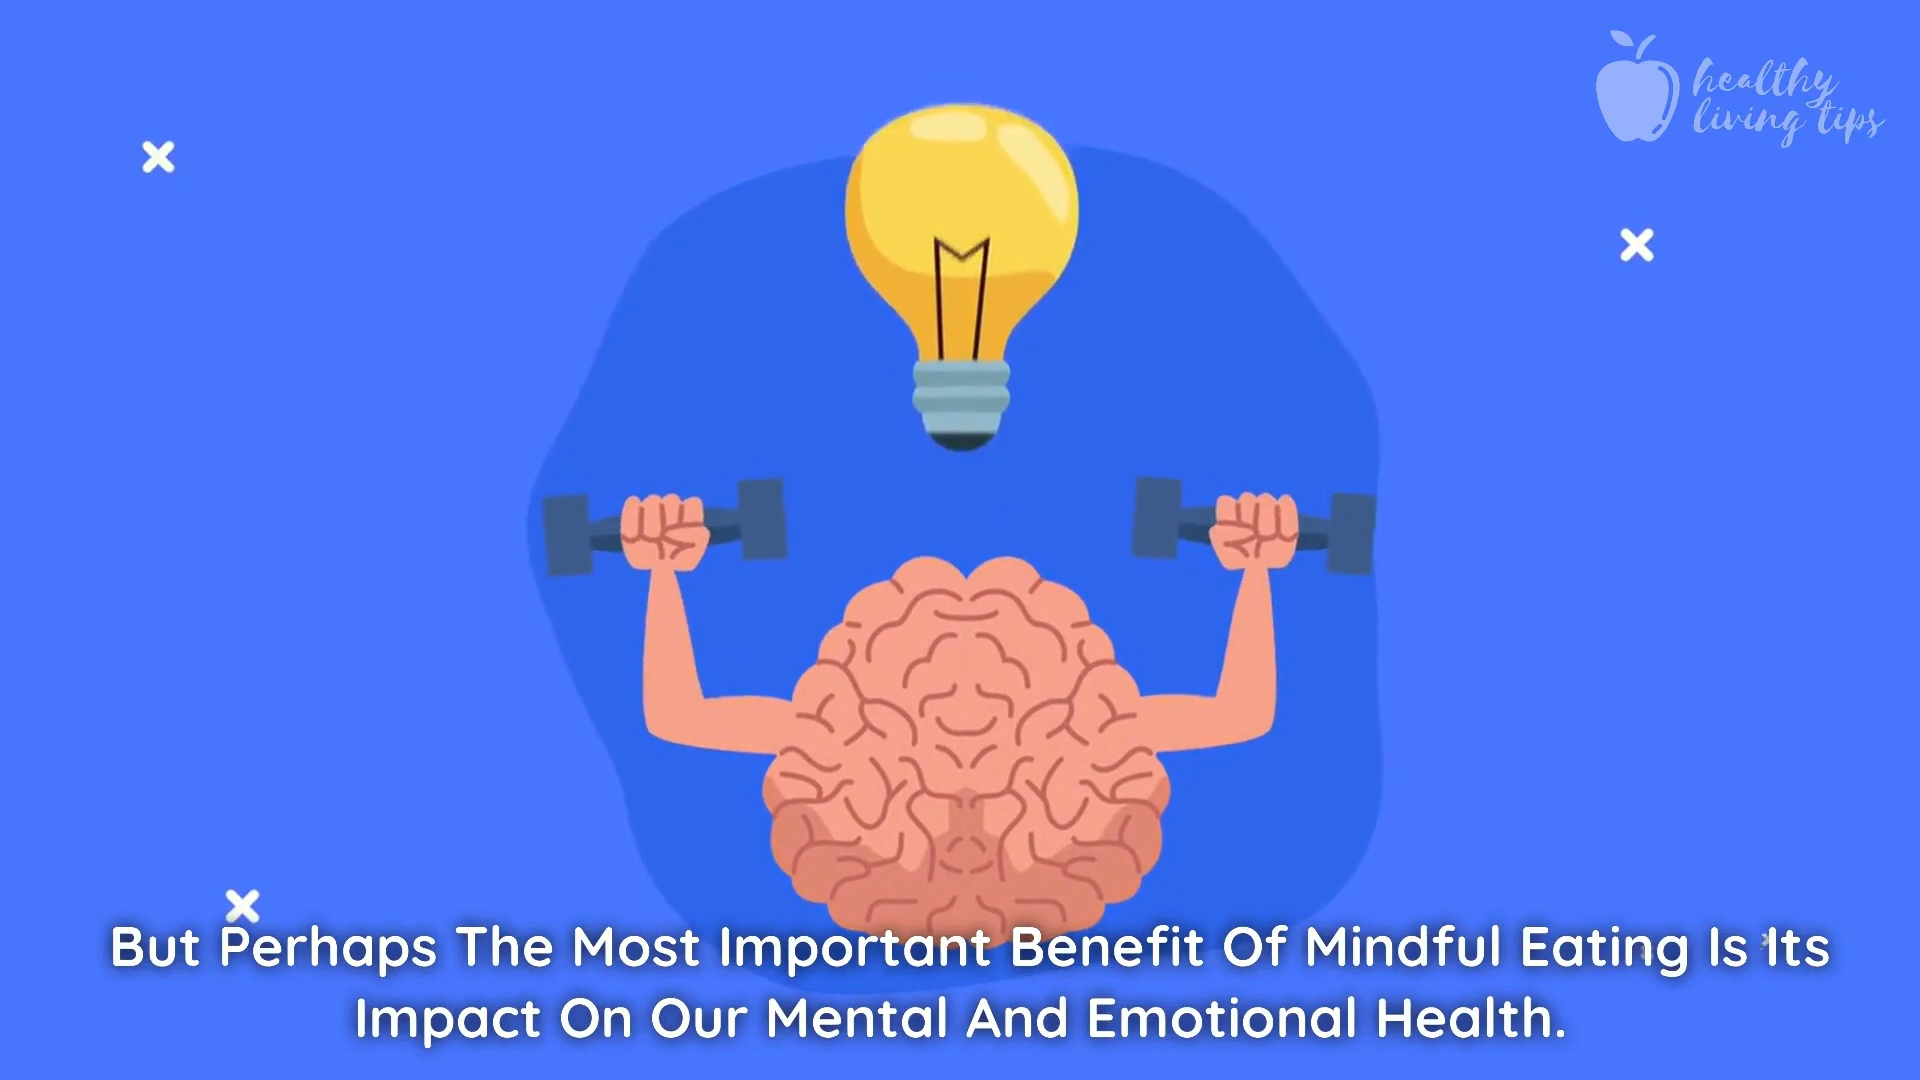 healthy
living tips
But Perhaps The Most Important Benefit Of Mindful Eating Is Its
Impact On Our Mental And Emotional Health.